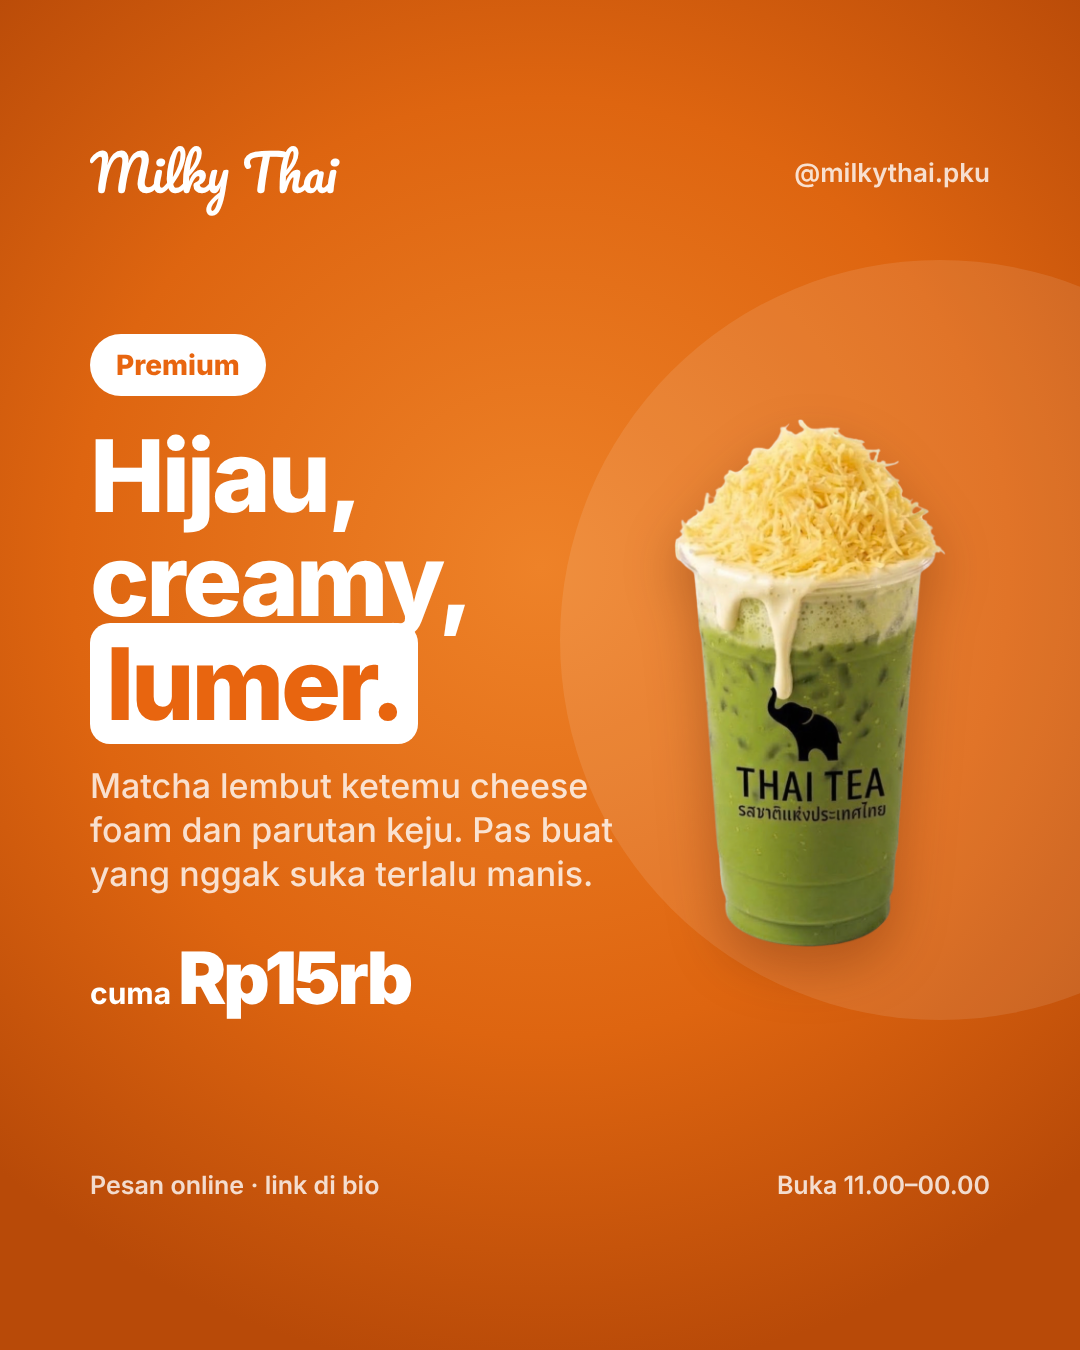 Milky Thai
@milkythai.pku
Premium
Hijau,
creamy,
lumer.
Matcha lembut ketemu cheese
foam dan parutan keju. Pas buat
yang nggak suka terlalu manis.
cuma Rp15rb
THAI TEA
รสชาติแห่งประเทศไทย
Pesan online · link di bio
Buka 11.00–00.00